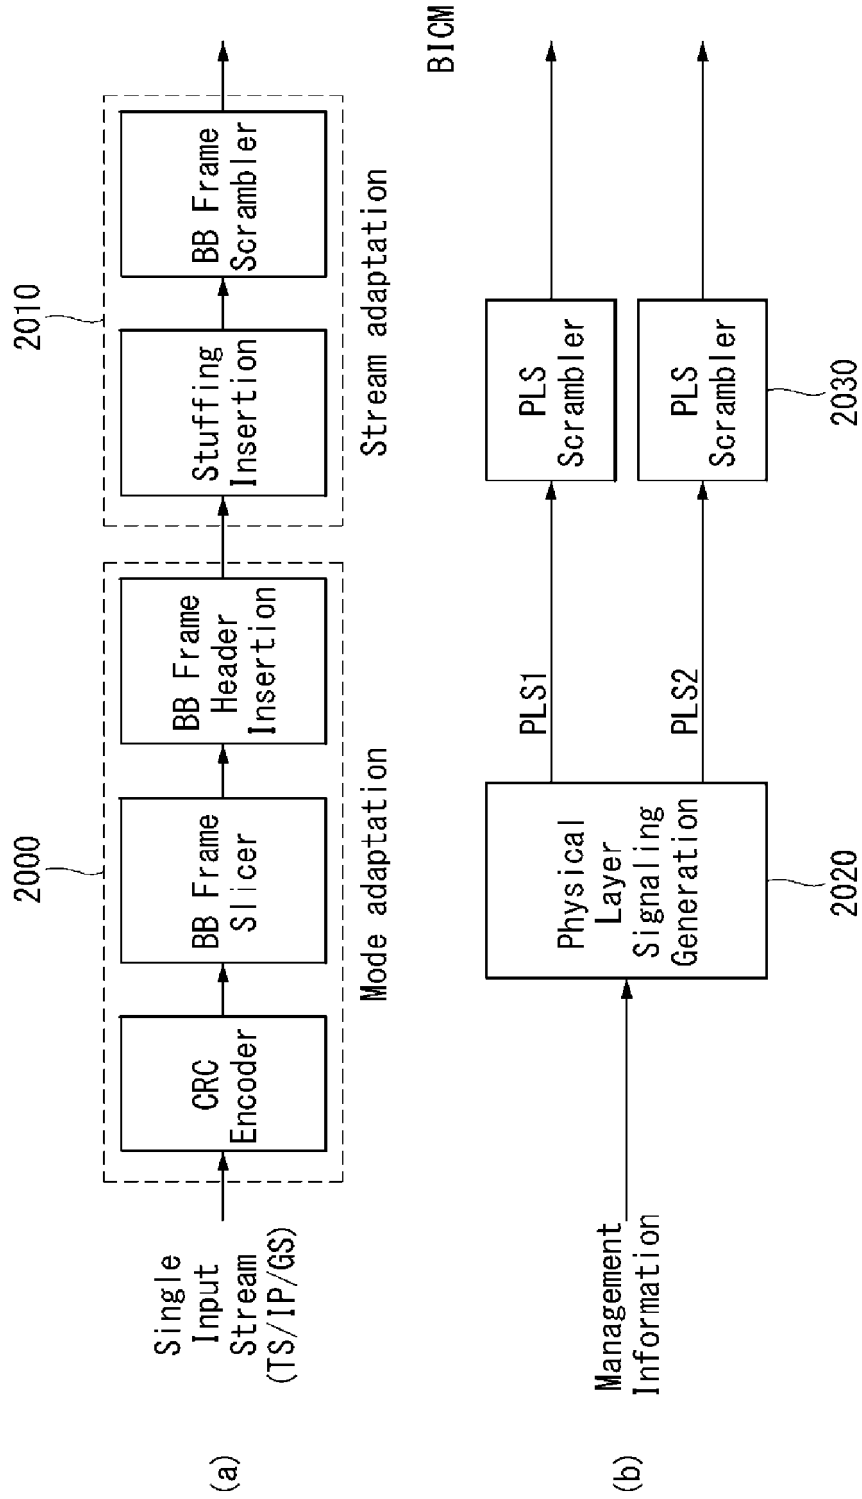 (a)
Single
Input
Stream
(TS/IP/GS)
2000
CRC
Encoder
BB Frame
Slicer
BB Frame
Header
Insertion
Mode adaptation
2010
Stuffing
Insertion
BB Frame
Scrambler
Stream adaptation
BICM
(b)
Management
Information
Physical
Layer
Signaling
Generation
2020
PLS1
PLS2
PLS
Scrambler
PLS
Scrambler
2030